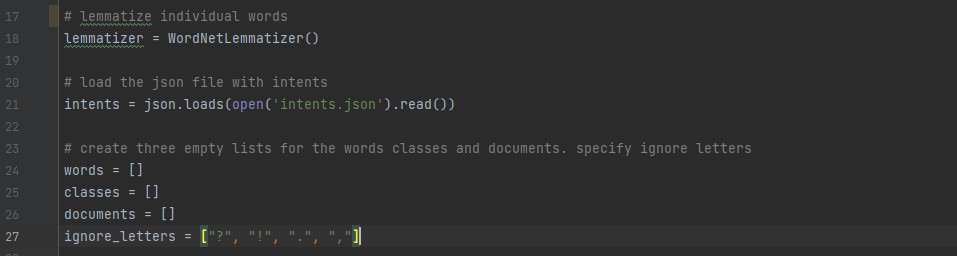 17 # lemmatize individual words
18 lemmatizer = WordNetLemmatizer()
19
20 # load the json file with intents
21 intents = json.loads(open('intents.json').read())
22
23 # create three empty lists for the words classes and documents. specify ignore letters
24 words = []
25 classes = []
26 documents = []
27 ignore_letters = ["?", "!", ".", ","]